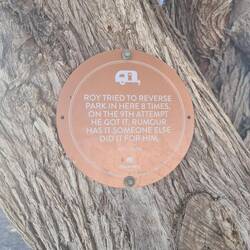 ROY TRIED TO REVERSE
PARK IN HERE 8 TIMES.
ON THE 9TH ATTEMPT
HE GOT IT. RUMOUR
HAS IT SOMEONE ELSE
DID IT FOR HIM.